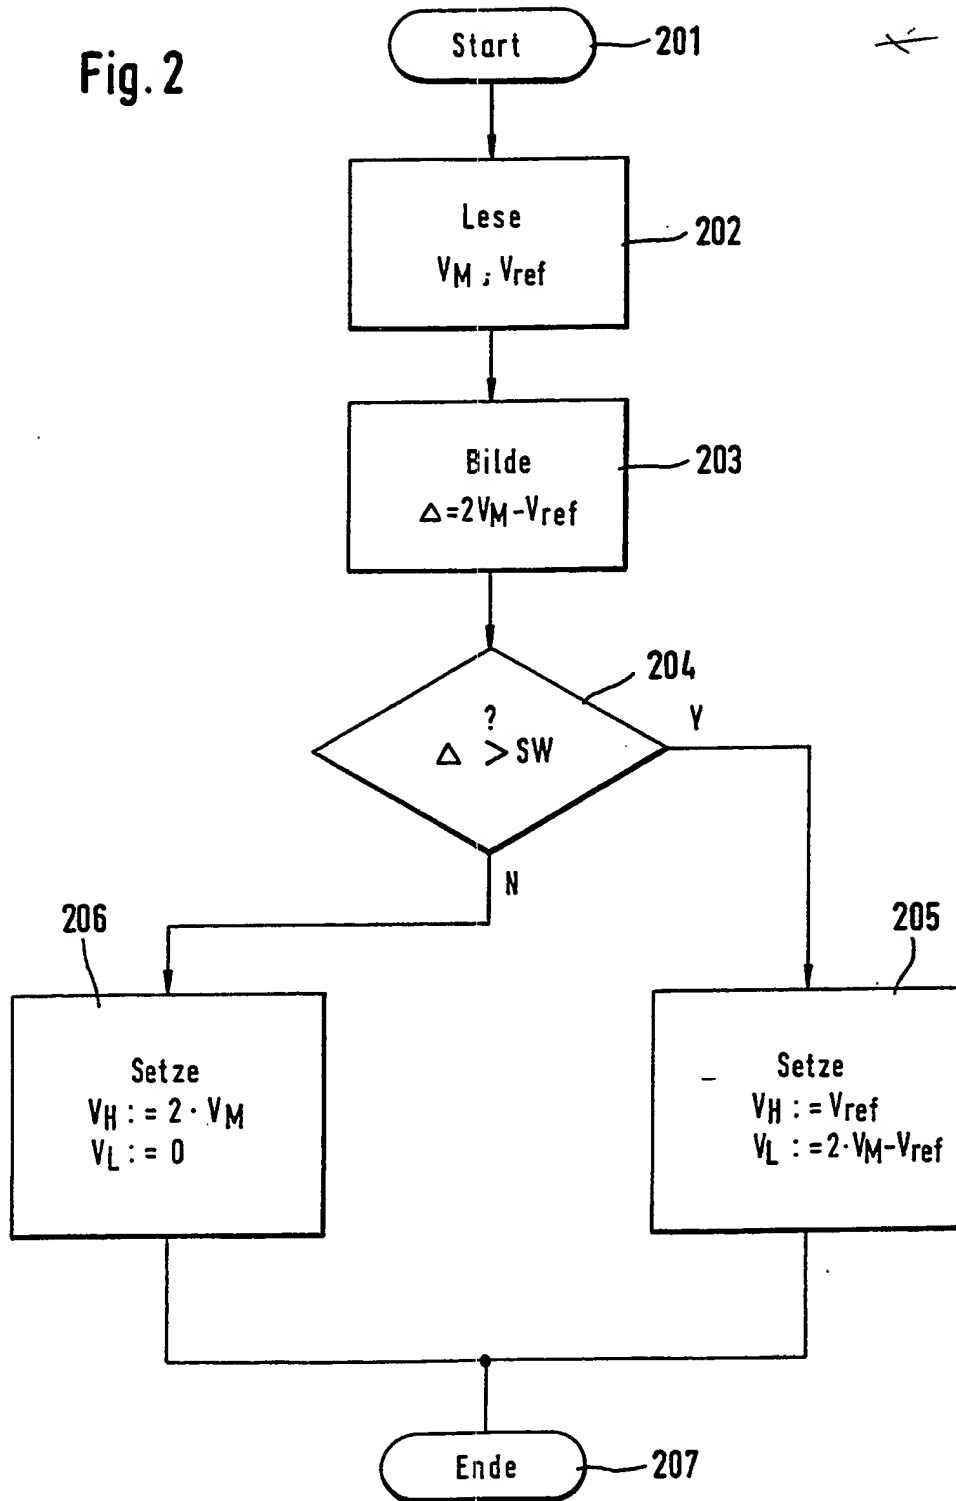 Fig. 2
Start
201
Lese
VM ; Vref
202
Bilde
Δ=2VM-Vref
203
204
?
Δ > SW
Y
N
206
205
Setze
VH := 2 · VM
VL := 0
Setze
VH := Vref
VL := 2·VM-Vref
Ende
207